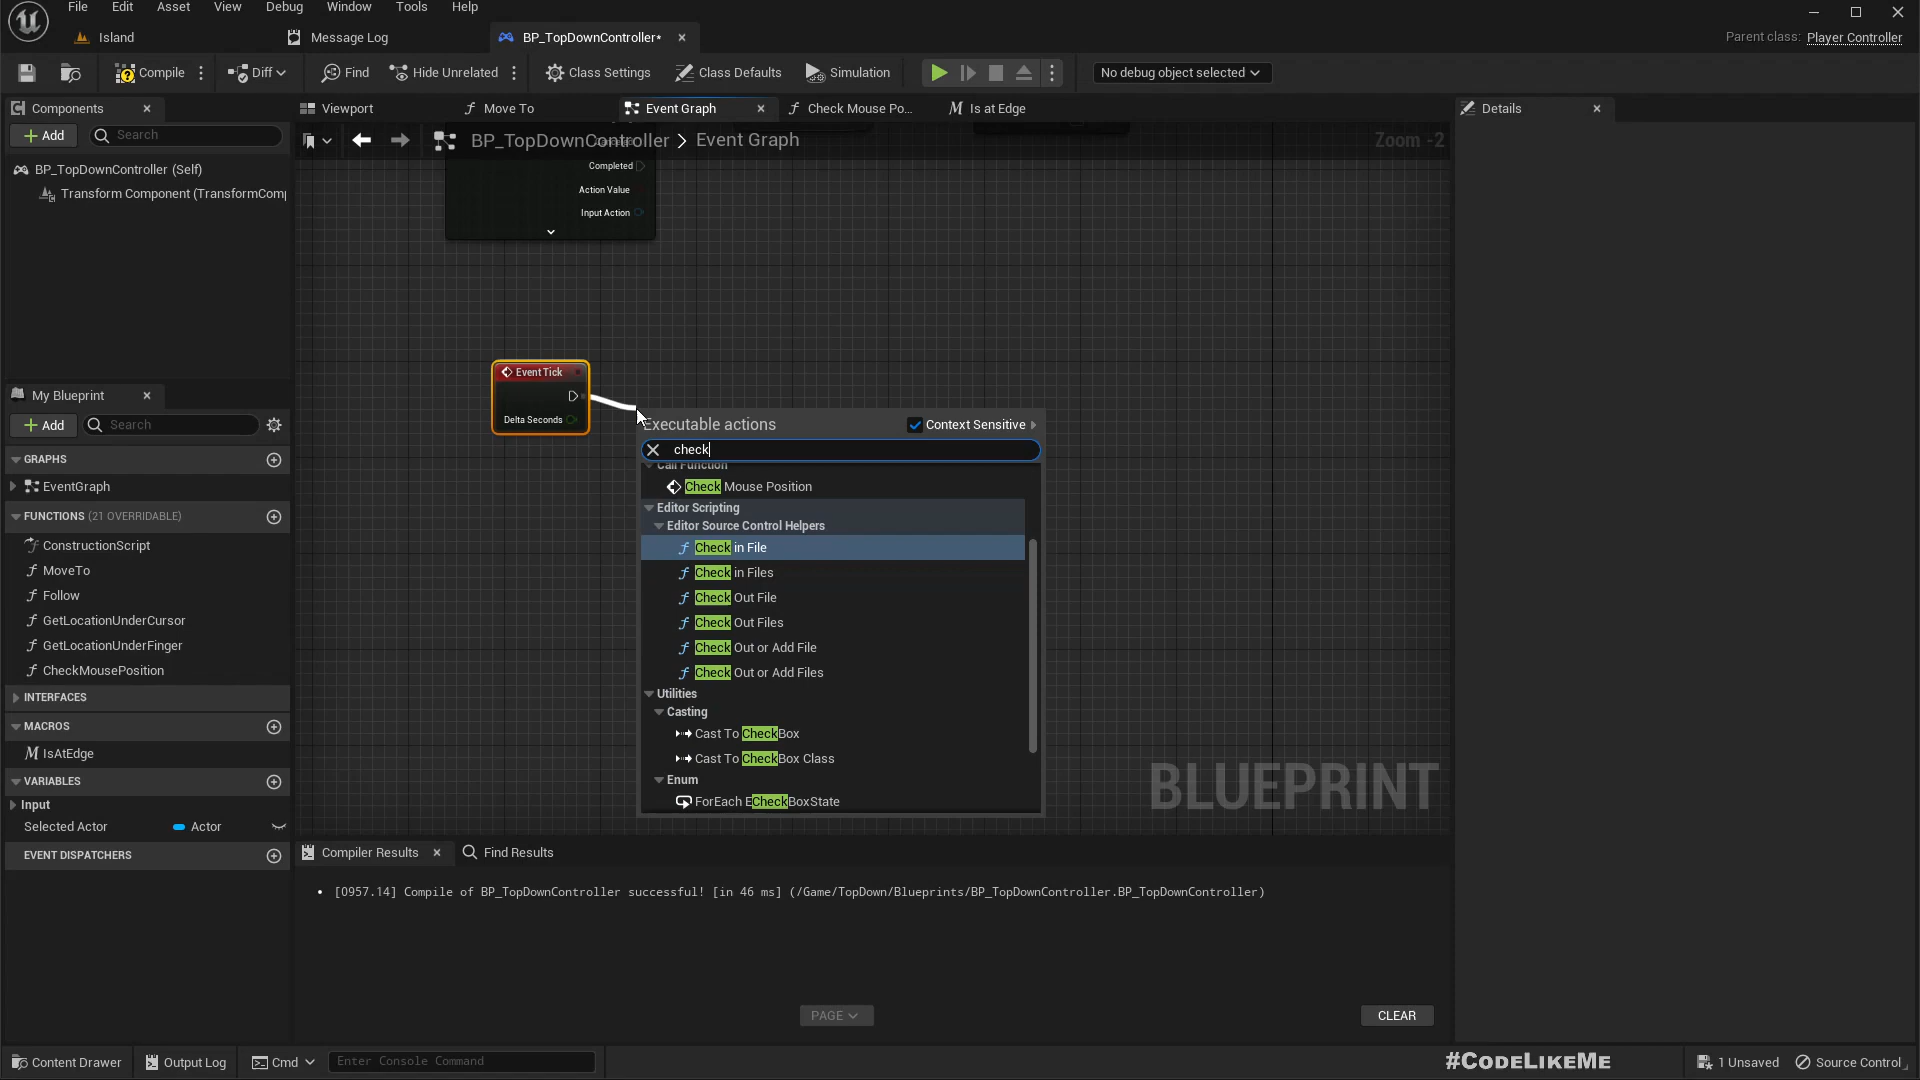 File Edit Asset View Debug Window Tools Help
Island
Message Log
BP_TopDownController*
Parent class: Player Controller
Compile
Diff
Find
Hide Unrelated
Class Settings
Class Defaults
Simulation
No debug object selected
Components
Viewport
Move To
Event Graph
Check Mouse Po...
Is at Edge
Details
Add
Search
BP_TopDownController > Event Graph
Zoom -2
BP_TopDownController (Self)
Transform Component (TransformComp
Completed
Action Value
Input Action
Event Tick
Delta Seconds
My Blueprint
Add
Search
GRAPHS
EventGraph
FUNCTIONS (21 OVERRIDABLE)
ConstructionScript
MoveTo
Follow
GetLocationUnderCursor
GetLocationUnderFinger
CheckMousePosition
INTERFACES
MACROS
IsAtEdge
VARIABLES
Input
Selected Actor
Actor
EVENT DISPATCHERS
Executable actions
Context Sensitive
check
Call Function
Check Mouse Position
Editor Scripting
Editor Source Control Helpers
Check in File
Check in Files
Check Out File
Check Out Files
Check Out or Add File
Check Out or Add Files
Utilities
Casting
Cast To CheckBox
Cast To CheckBox Class
Enum
ForEach ECheckBoxState
BLUEPRINT
Compiler Results
Find Results
• [0957.14] Compile of BP_TopDownController successful! [in 46 ms] (/Game/TopDown/Blueprints/BP_TopDownController.BP_TopDownController)
PAGE
CLEAR
Content Drawer
Output Log
Cmd
Enter Console Command
#CODELIKEME
1 Unsaved
Source Control